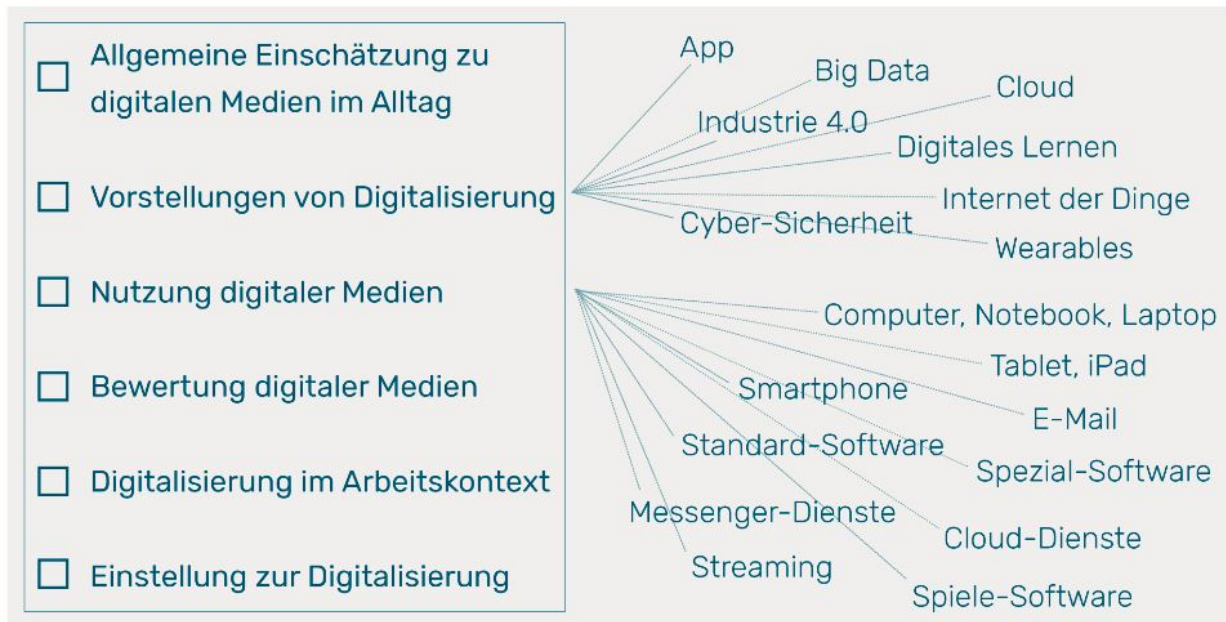 Allgemeine Einschätzung zu
digitalen Medien im Alltag
Vorstellungen von Digitalisierung
Nutzung digitaler Medien
Bewertung digitaler Medien
Digitalisierung im Arbeitskontext
Einstellung zur Digitalisierung
App
Big Data
Cloud
Industrie 4.0
Digitales Lernen
Internet der Dinge
Cyber-Sicherheit
Wearables
Computer, Notebook, Laptop
Tablet, iPad
Smartphone
E-Mail
Standard-Software
Spezial-Software
Messenger-Dienste
Cloud-Dienste
Streaming
Spiele-Software